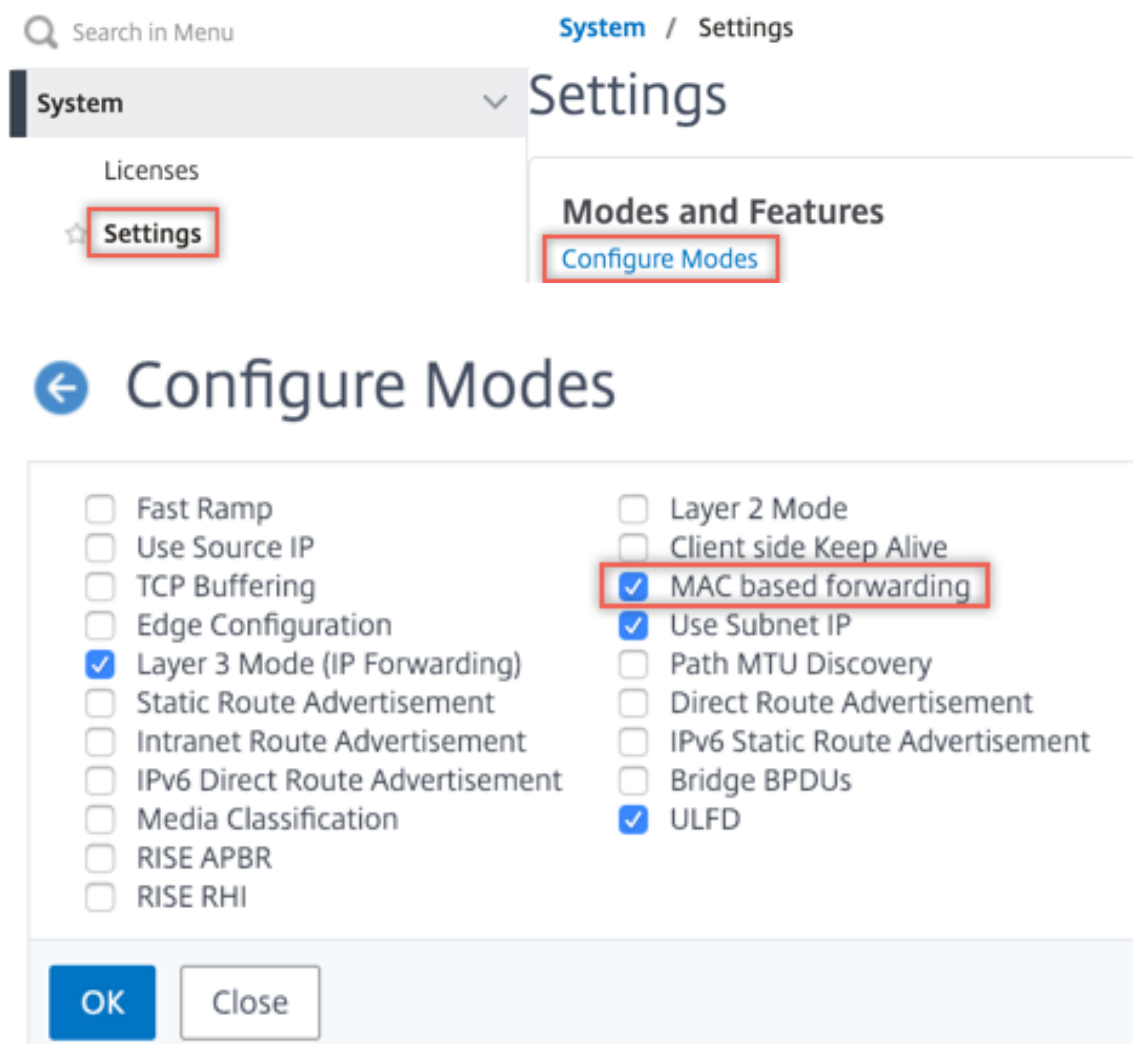 Search in Menu
System / Settings
System
Settings
Licenses
Settings
Modes and Features
Configure Modes
Configure Modes
Fast Ramp
Layer 2 Mode
Use Source IP
Client side Keep Alive
TCP Buffering
MAC based forwarding
Edge Configuration
Use Subnet IP
Layer 3 Mode (IP Forwarding)
Path MTU Discovery
Static Route Advertisement
Direct Route Advertisement
Intranet Route Advertisement
IPv6 Static Route Advertisement
IPv6 Direct Route Advertisement
Bridge BPDUs
Media Classification
ULFD
RISE APBR
RISE RHI
OK
Close